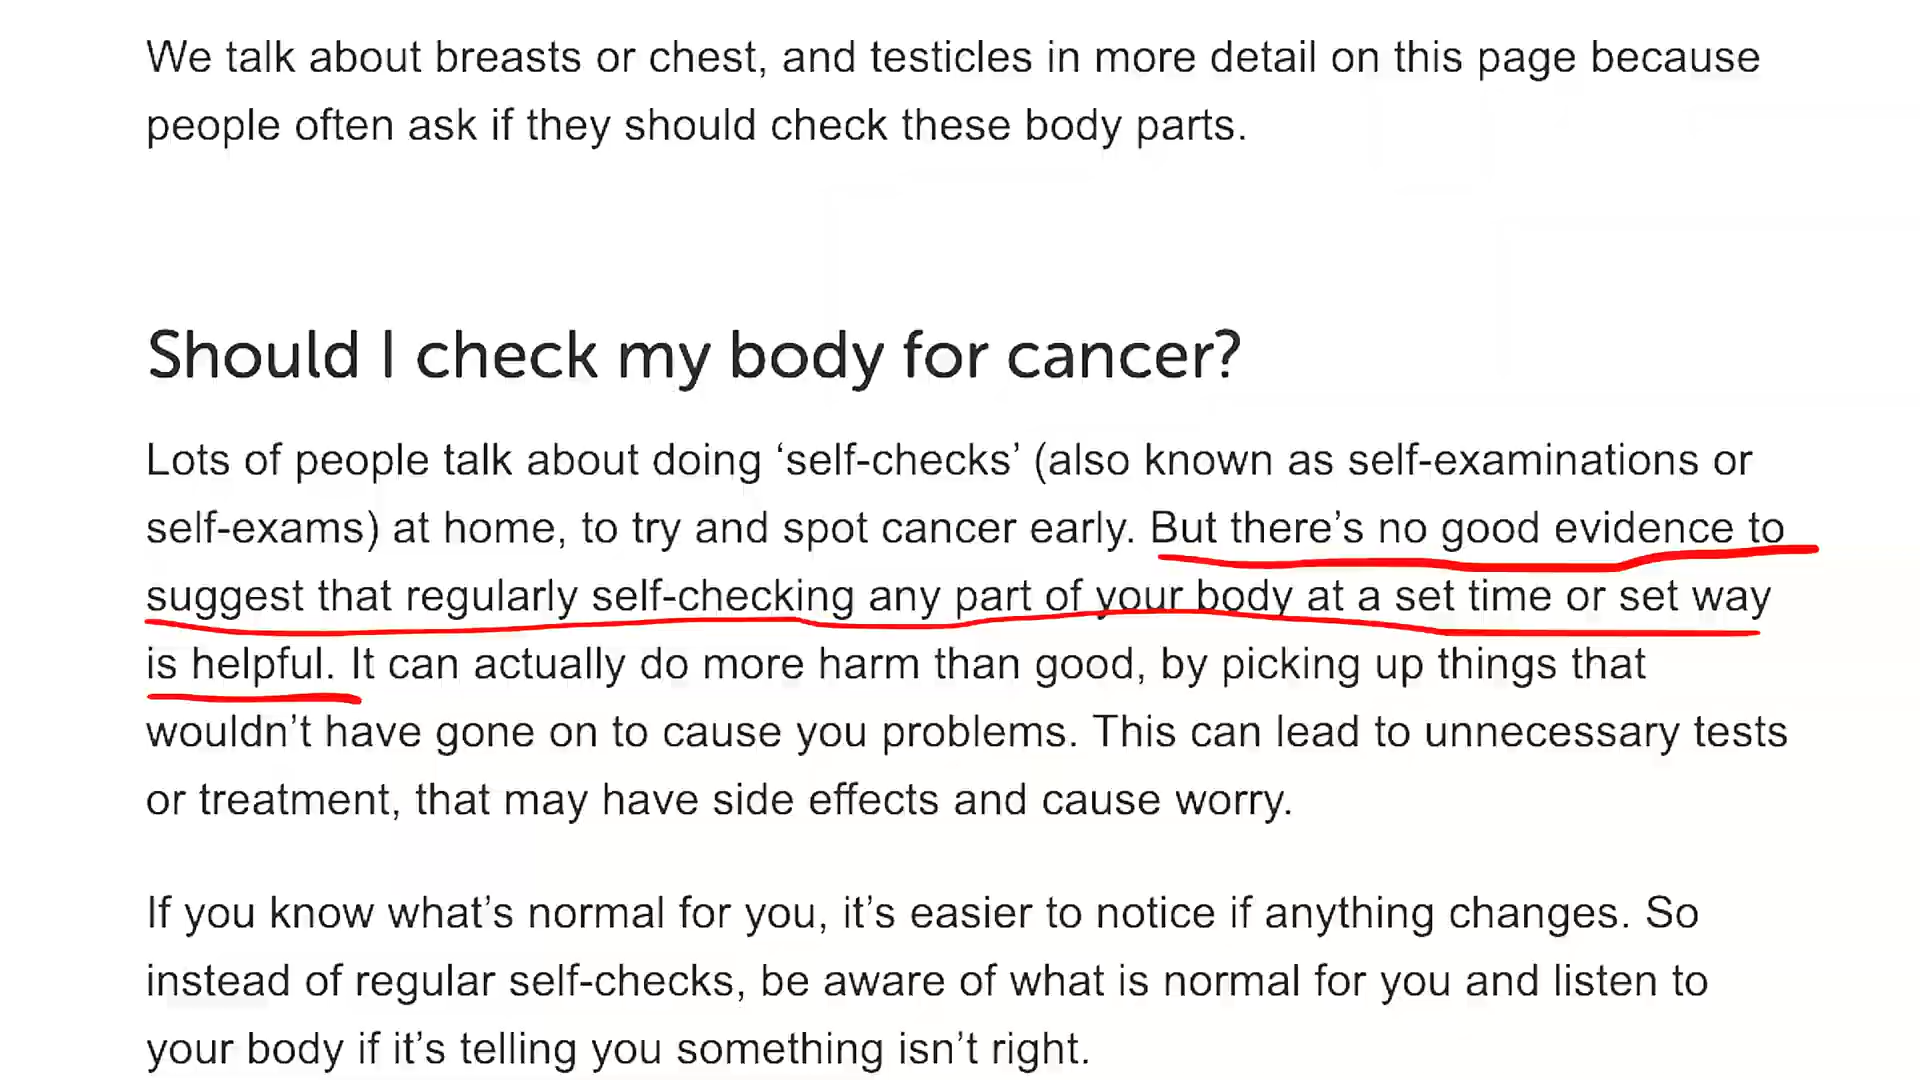 We talk about breasts or chest, and testicles in more detail on this page because
people often ask if they should check these body parts.
Should I check my body for cancer?
Lots of people talk about doing ‘self-checks’ (also known as self-examinations or
self-exams) at home, to try and spot cancer early. But there’s no good evidence to
suggest that regularly self-checking any part of your body at a set time or set way
is helpful. It can actually do more harm than good, by picking up things that
wouldn’t have gone on to cause you problems. This can lead to unnecessary tests
or treatment, that may have side effects and cause worry.
If you know what’s normal for you, it’s easier to notice if anything changes. So
instead of regular self-checks, be aware of what is normal for you and listen to
your body if it’s telling you something isn’t right.